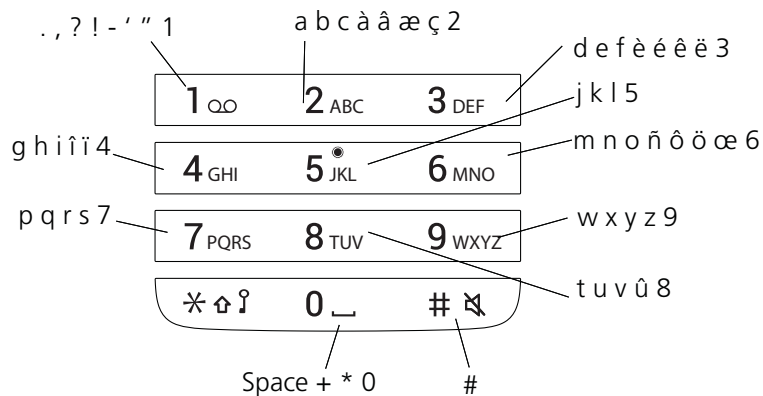 . , ? ! - ‘ ” 1
a b c à â æ ç 2
d e f è é ê ë 3
1 2 ABC 3 DEF
j k l 5
g h i î ï 4
m n o ñ ô ö œ 6
4 GHI 5 JKL 6 MNO
p q r s 7
w x y z 9
7 PQRS 8 TUV 9 WXYZ
t u v û 8
* 0 #
Space + * 0
#